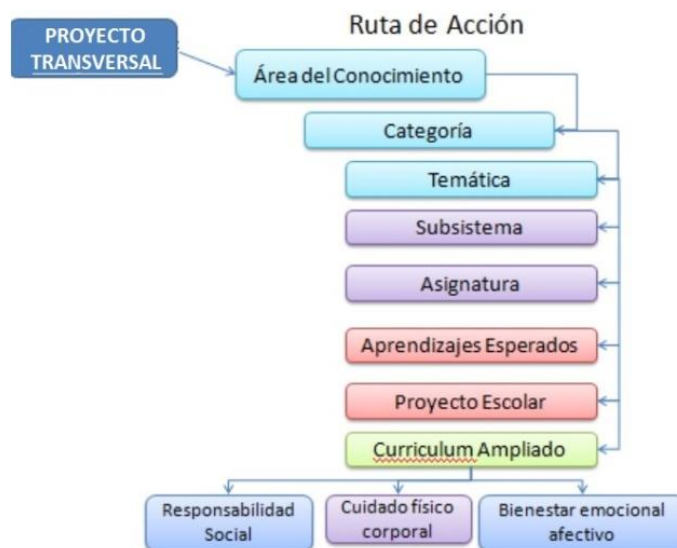 Ruta de Acción
PROYECTO
TRANSVERSAL
Área del Conocimiento
Categoría
Temática
Subsistema
Asignatura
Aprendizajes Esperados
Proyecto Escolar
Curriculum Ampliado
Responsabilidad
Social
Cuidado físico
corporal
Bienestar emocional
afectivo